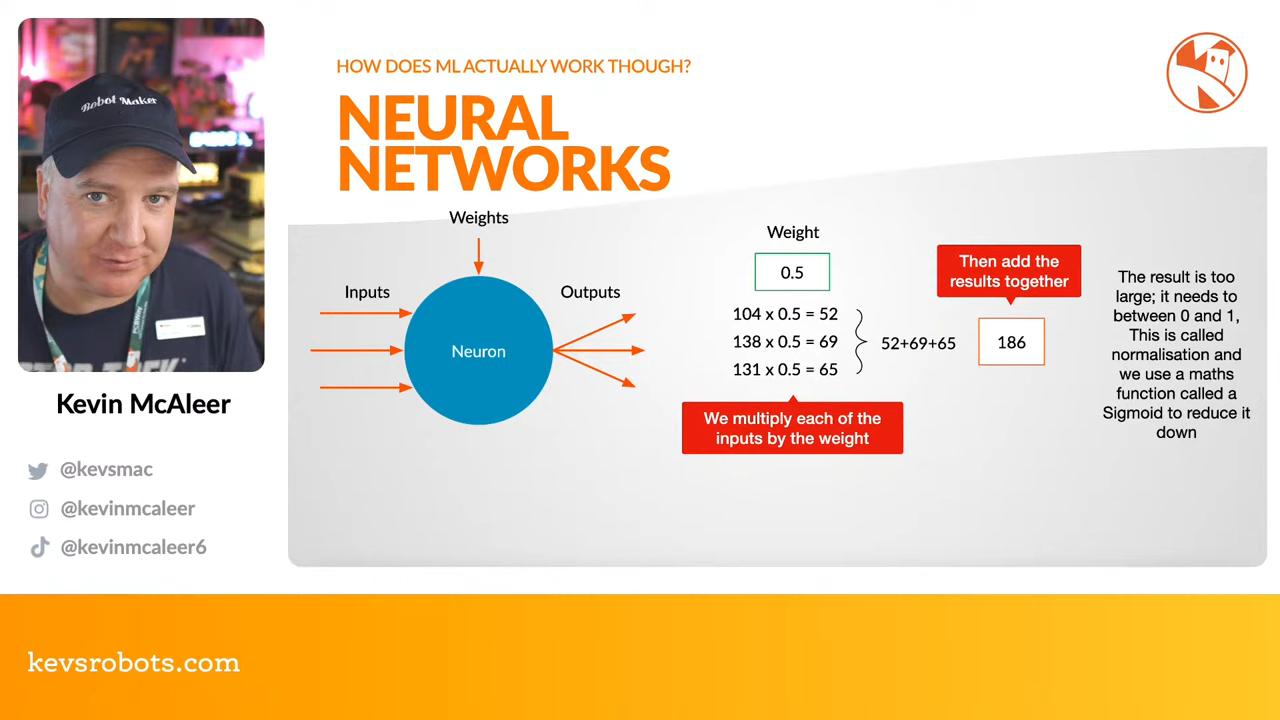 Robot Maker
HOW DOES ML ACTUALLY WORK THOUGH?
NEURAL
NETWORKS
Weights
Inputs
Outputs
Neuron
Weight
0.5
104 x 0.5 = 52
138 x 0.5 = 69
131 x 0.5 = 65
We multiply each of the
inputs by the weight
52+69+65
Then add the
results together
186
The result is too
large; it needs to
between 0 and 1,
This is called
normalisation and
we use a maths
function called a
Sigmoid to reduce it
down
Kevin McAleer
@kevsmac
@kevinmcaleer
@kevinmcaleer6
kevsrobots.com